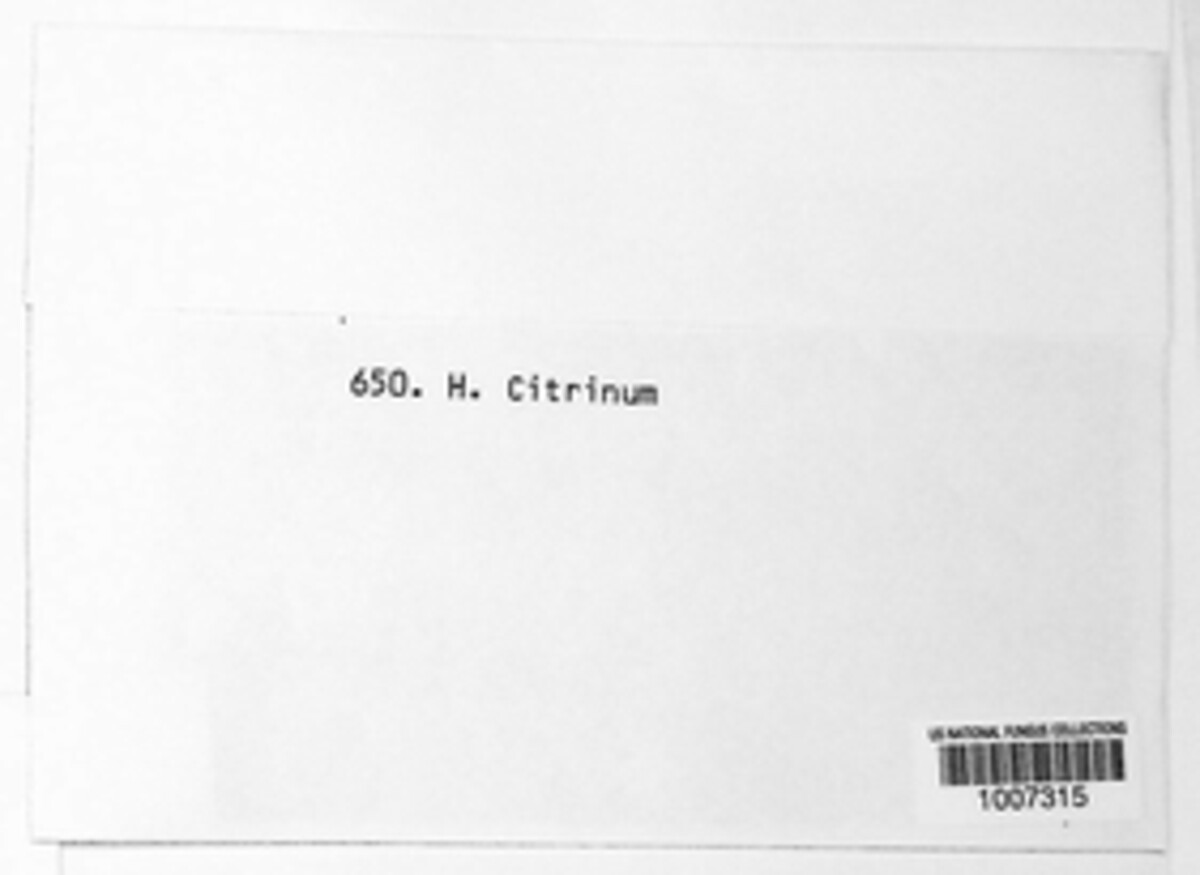 650. H. Citrinum
US NATIONAL FUNGUS COLLECTIONS
1007315